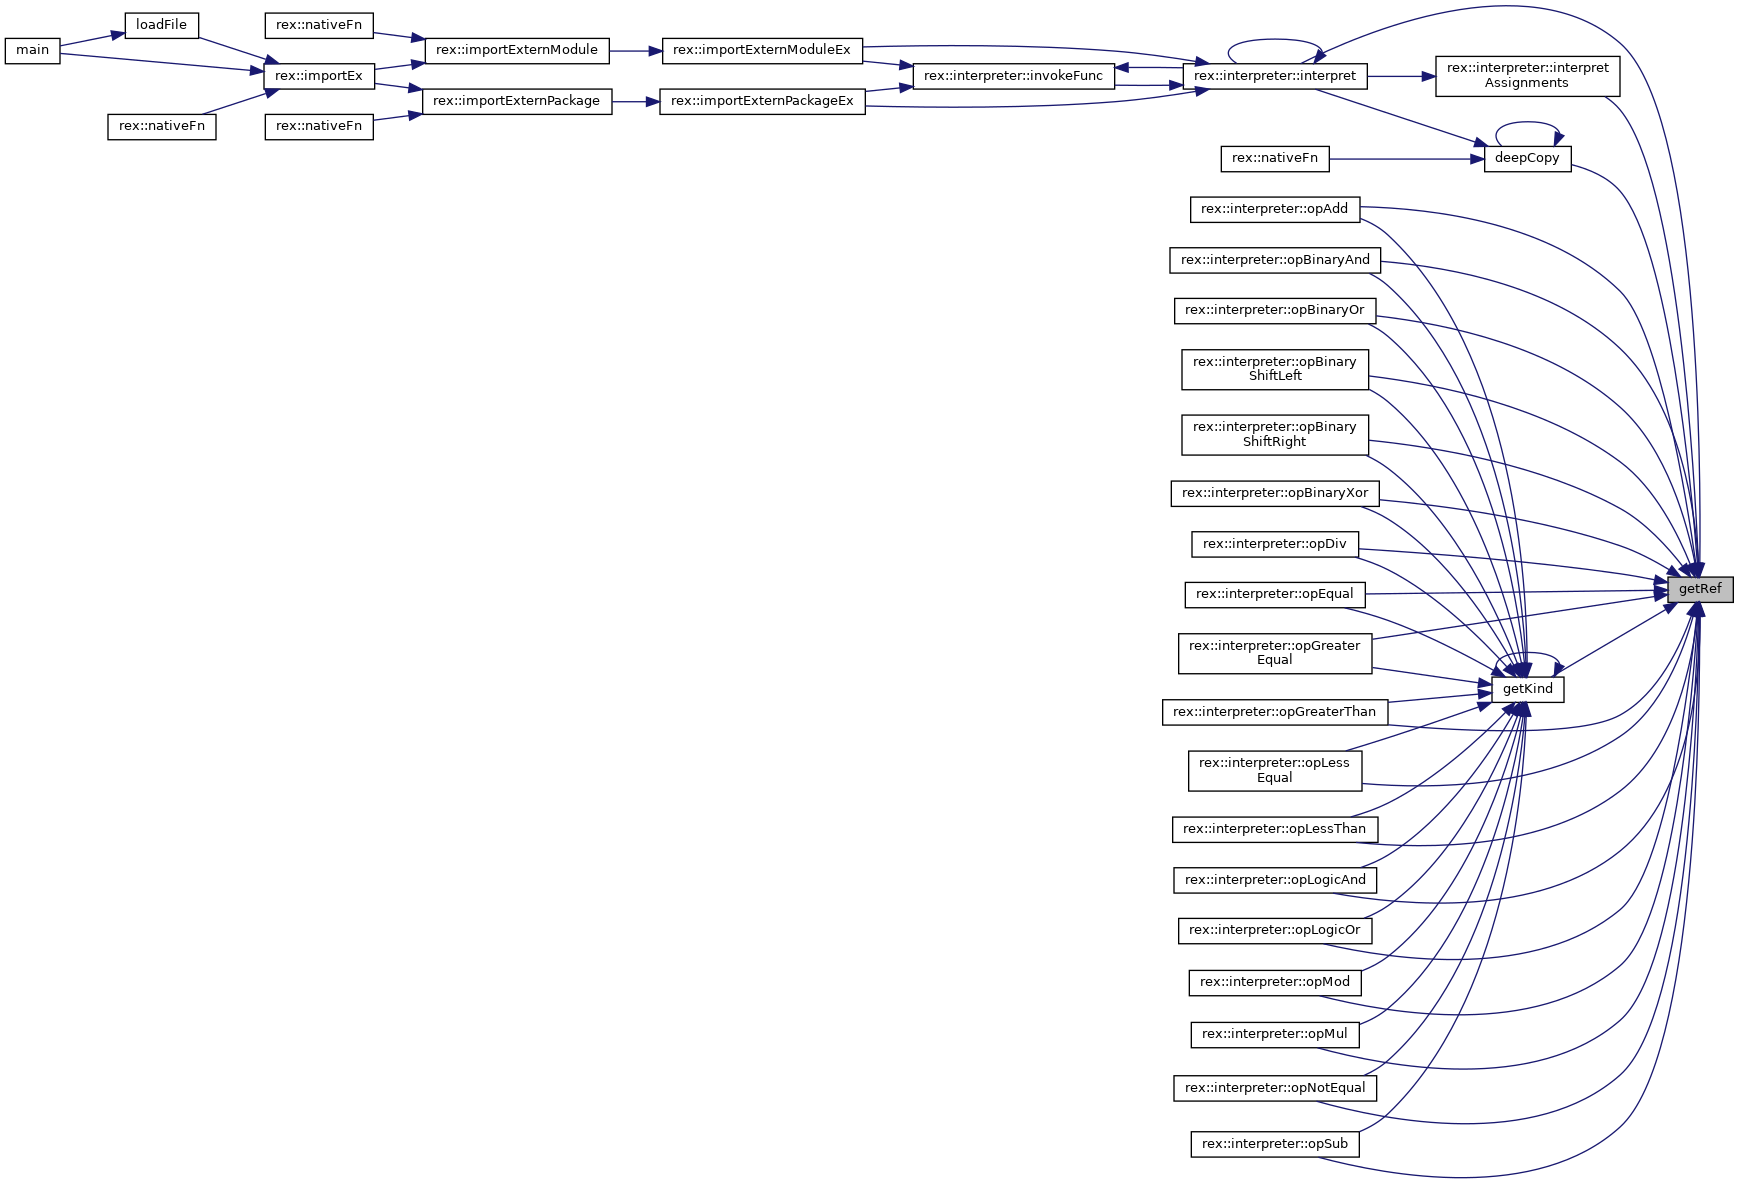 main
loadFile
rex::nativeFn
rex::importEx
rex::nativeFn
rex::nativeFn
rex::importExternModule
rex::importExternPackage
rex::importExternModuleEx
rex::importExternPackageEx
rex::interpreter::invokeFunc
rex::interpreter::interpret
rex::interpreter::interpret
Assignments
rex::nativeFn
deepCopy
rex::interpreter::opAdd
rex::interpreter::opBinaryAnd
rex::interpreter::opBinaryOr
rex::interpreter::opBinary
ShiftLeft
rex::interpreter::opBinary
ShiftRight
rex::interpreter::opBinaryXor
rex::interpreter::opDiv
rex::interpreter::opEqual
rex::interpreter::opGreater
Equal
rex::interpreter::opGreaterThan
rex::interpreter::opLess
Equal
rex::interpreter::opLessThan
rex::interpreter::opLogicAnd
rex::interpreter::opLogicOr
rex::interpreter::opMod
rex::interpreter::opMul
rex::interpreter::opNotEqual
rex::interpreter::opSub
getKind
getRef